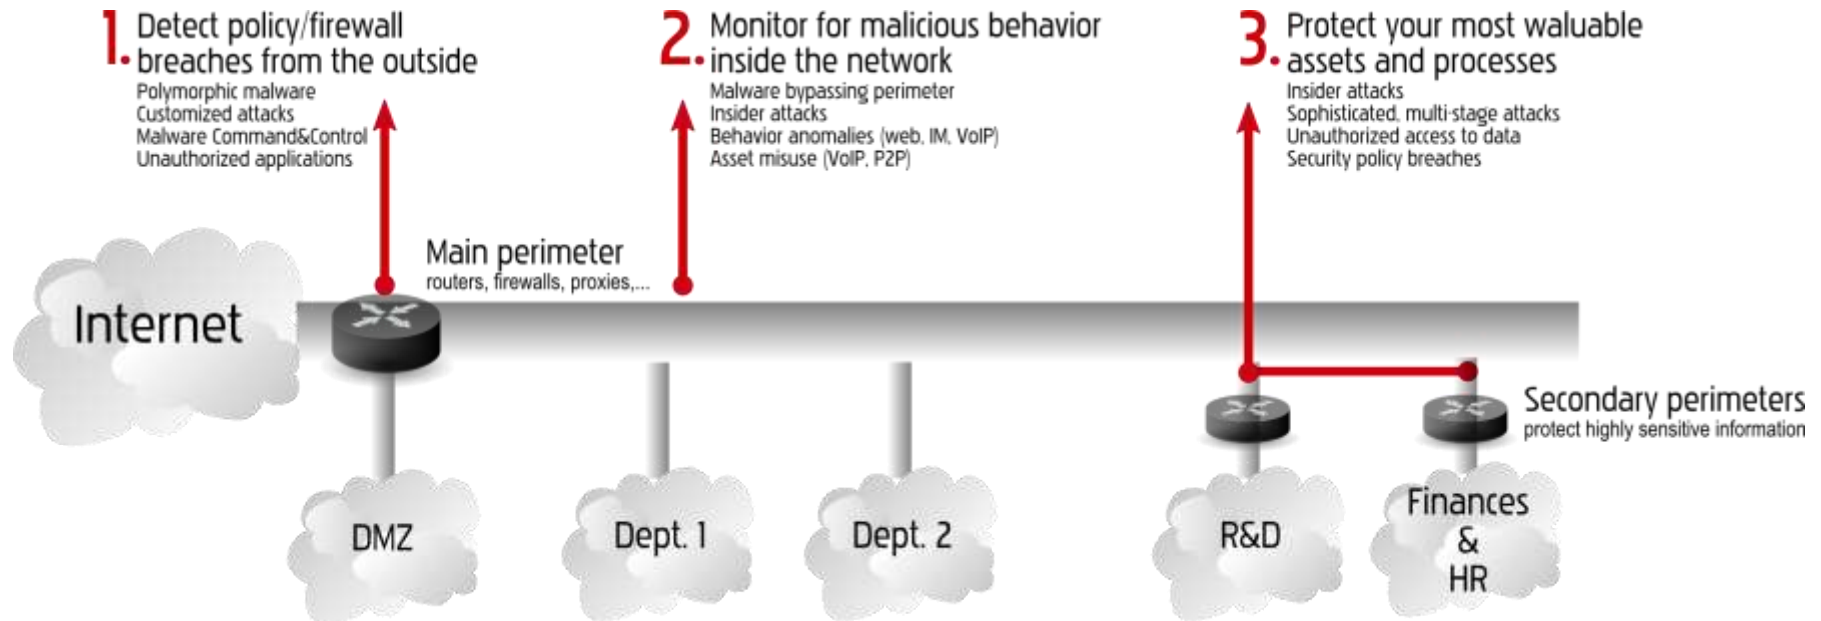 1. Detect policy/firewall
breaches from the outside
Polymorphic malware
Customized attacks
Malware Command&Control
Unauthorized applications
2. Monitor for malicious behavior
inside the network
Malware bypassing perimeter
Insider attacks
Behavior anomalies (web, IM, VoIP)
Asset misuse (VoIP, P2P)
3. Protect your most waluable
assets and processes
Insider attacks
Sophisticated, multi-stage attacks
Unauthorized access to data
Security policy breaches
Internet
Main perimeter
routers, firewalls, proxies,...
Secondary perimeters
protect highly sensitive information
DMZ
Dept. 1
Dept. 2
R&D
Finances
&
HR